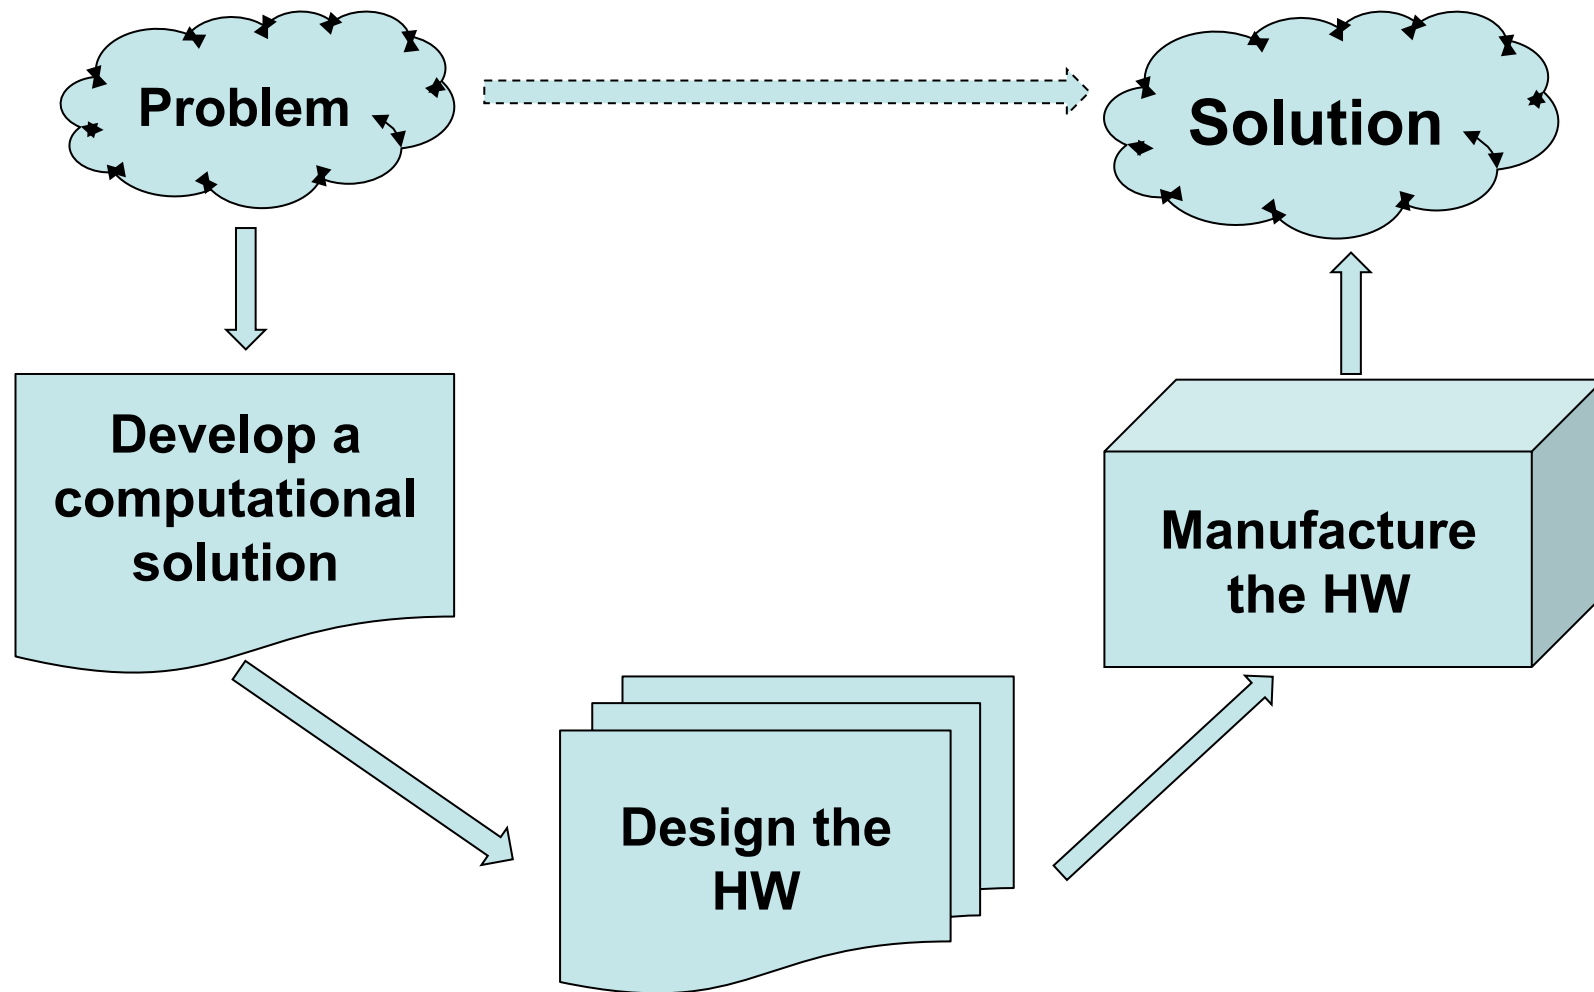 Problem
Solution
Develop a
computational
solution
Manufacture
the HW
Design the
HW